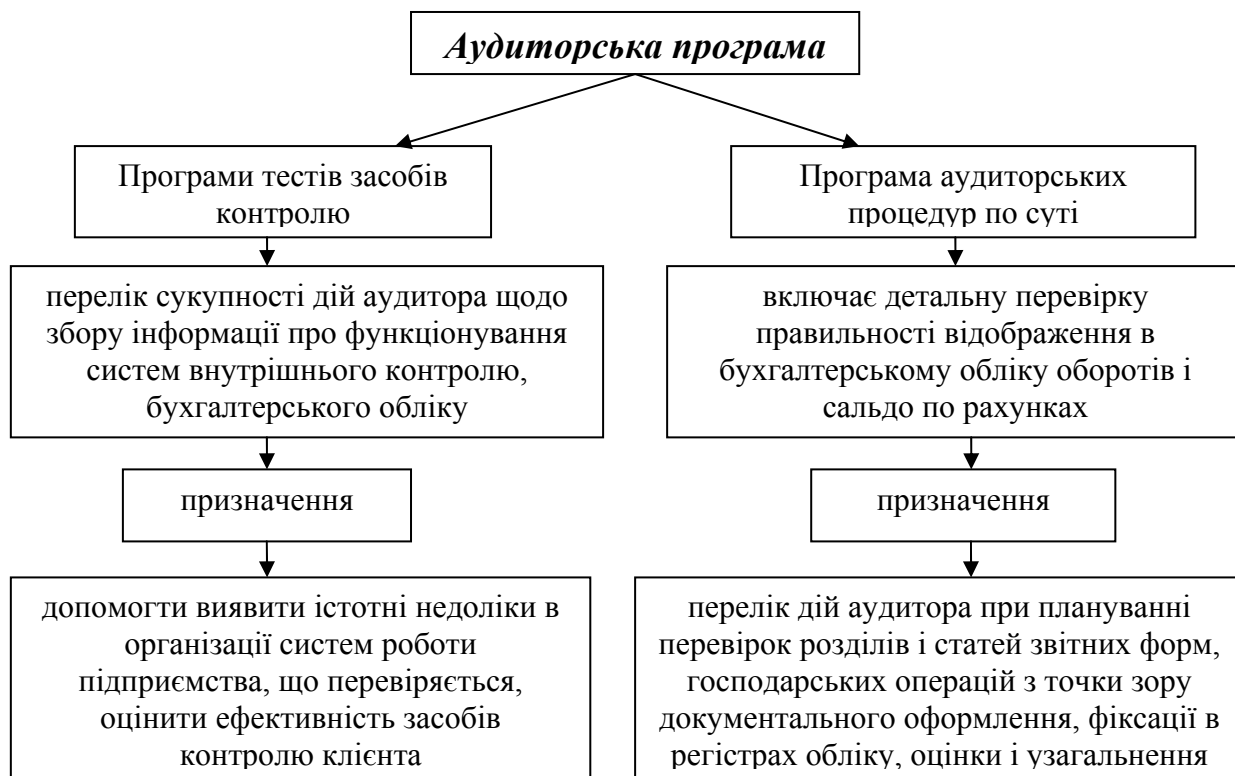 Аудиторська програма
Програми тестів засобів
контролю
перелік сукупності дій аудитора щодо
збору інформації про функціонування
систем внутрішнього контролю,
бухгалтерського обліку
призначення
допомогти виявити істотні недоліки в
організації систем роботи
підприємства, що перевіряється,
оцінити ефективність засобів
контролю клієнта
Програма аудиторських
процедур по суті
включає детальну перевірку
правильності відображення в
бухгалтерському обліку оборотів і
сальдо по рахунках
призначення
перелік дій аудитора при плануванні
перевірок розділів і статей звітних форм,
господарських операцій з точки зору
документального оформлення, фіксації в
регістрах обліку, оцінки і узагальнення